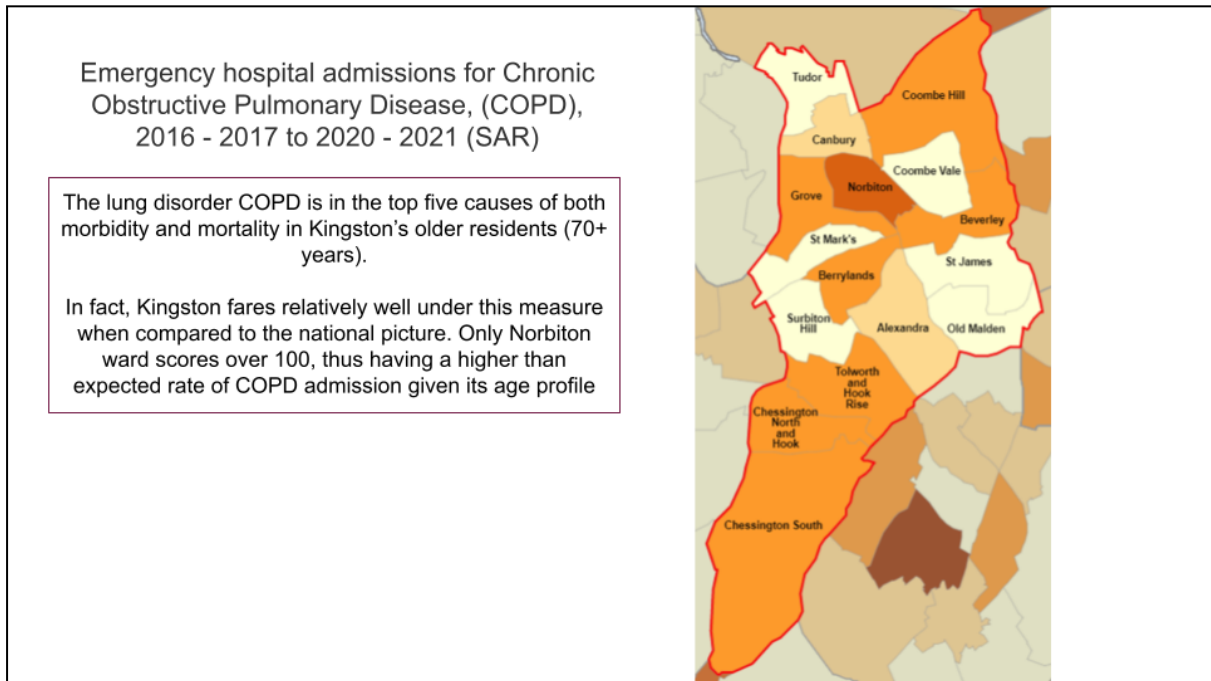 Emergency hospital admissions for Chronic
Obstructive Pulmonary Disease, (COPD),
2016 - 2017 to 2020 - 2021 (SAR)
The lung disorder COPD is in the top five causes of both
morbidity and mortality in Kingston’s older residents (70+
years).
In fact, Kingston fares relatively well under this measure
when compared to the national picture. Only Norbiton
ward scores over 100, thus having a higher than
expected rate of COPD admission given its age profile
Tudor
Coombe Hill
Canbury
Coombe Vale
Norbiton
Grove
Beverley
St Mark's
St James
Berrylands
Surbiton
Hill
Alexandra
Old Malden
Tolworth
and
Hook
Rise
Chessington
North
and
Hook
Chessington South